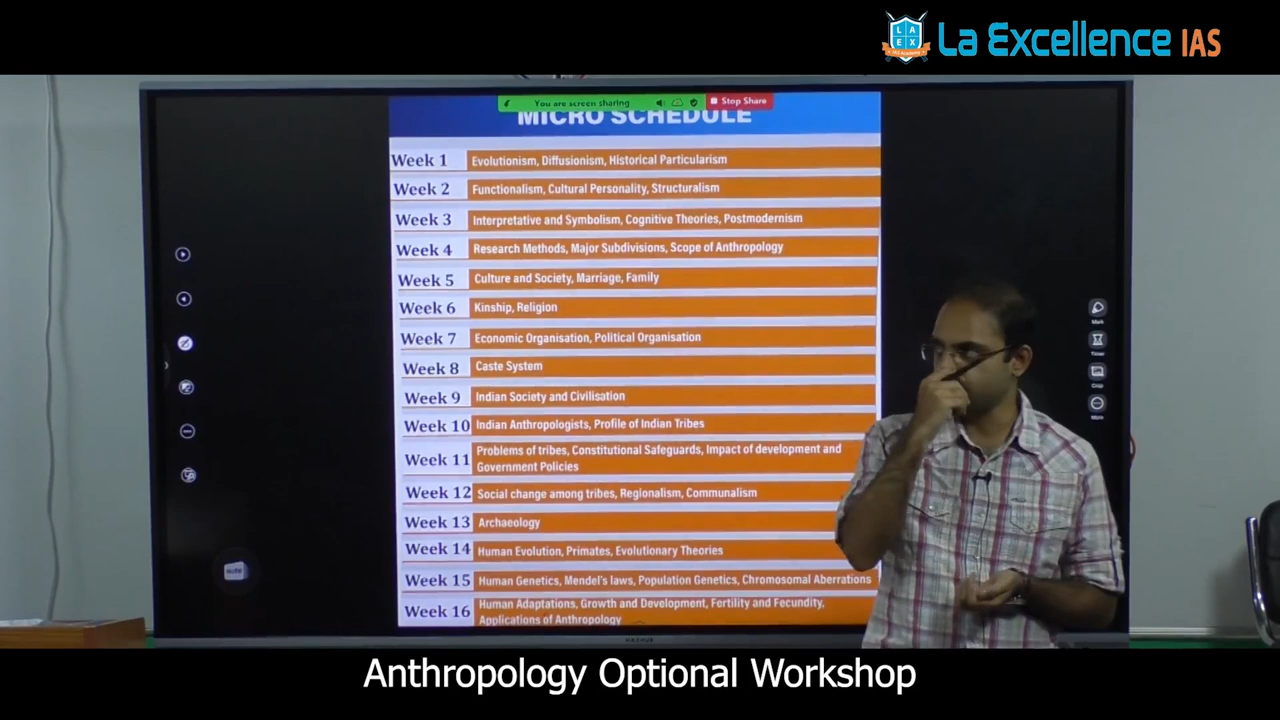 LA
EX
La Excellence IAS
You are screen sharing
Stop Share
MICRO SCHEDULE
Week 1 Evolutionism, Diffusionism, Historical Particularism
Week 2 Functionalism, Cultural Personality, Structuralism
Week 3 Interpretative and Symbolism, Cognitive Theories, Postmodernism
Week 4 Research Methods, Major Subdivisions, Scope of Anthropology
Week 5 Culture and Society, Marriage, Family
Week 6 Kinship, Religion
Week 7 Economic Organisation, Political Organisation
Week 8 Caste System
Week 9 Indian Society and Civilisation
Week 10 Indian Anthropologists, Profile of Indian Tribes
Week 11 Problems of tribes, Constitutional Safeguards, Impact of development and
Government Policies
Week 12 Social change among tribes, Regionalism, Communalism
Week 13 Archaeology
Week 14 Human Evolution, Primates, Evolutionary Theories
Week 15 Human Genetics, Mendel's laws, Population Genetics, Chromosomal Aberrations
Week 16 Human Adaptations, Growth and Development, Fertility and Fecundity,
Applications of Anthropology
Mark
Timer
Crop
More
Anthropology Optional Workshop